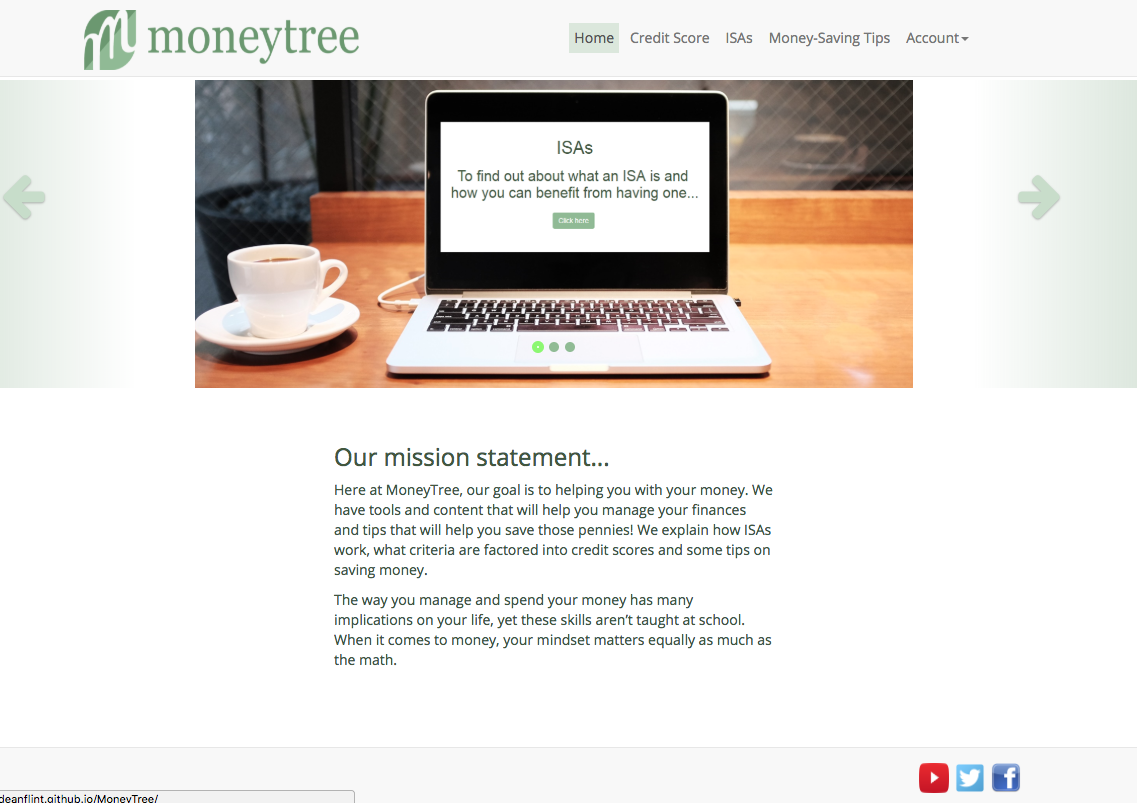 moneytree
Home Credit Score ISAs Money-Saving Tips Account
ISAs
To find out about what an ISA is and
how you can benefit from having one...
Click here
Our mission statement...
Here at MoneyTree, our goal is to helping you with your money. We
have tools and content that will help you manage your finances
and tips that will help you save those pennies! We explain how ISAs
work, what criteria are factored into credit scores and some tips on
saving money.
The way you manage and spend your money has many
implications on your life, yet these skills aren’t taught at school.
When it comes to money, your mindset matters equally as much as
the math.
deanflint.github.io/MoneyTree/